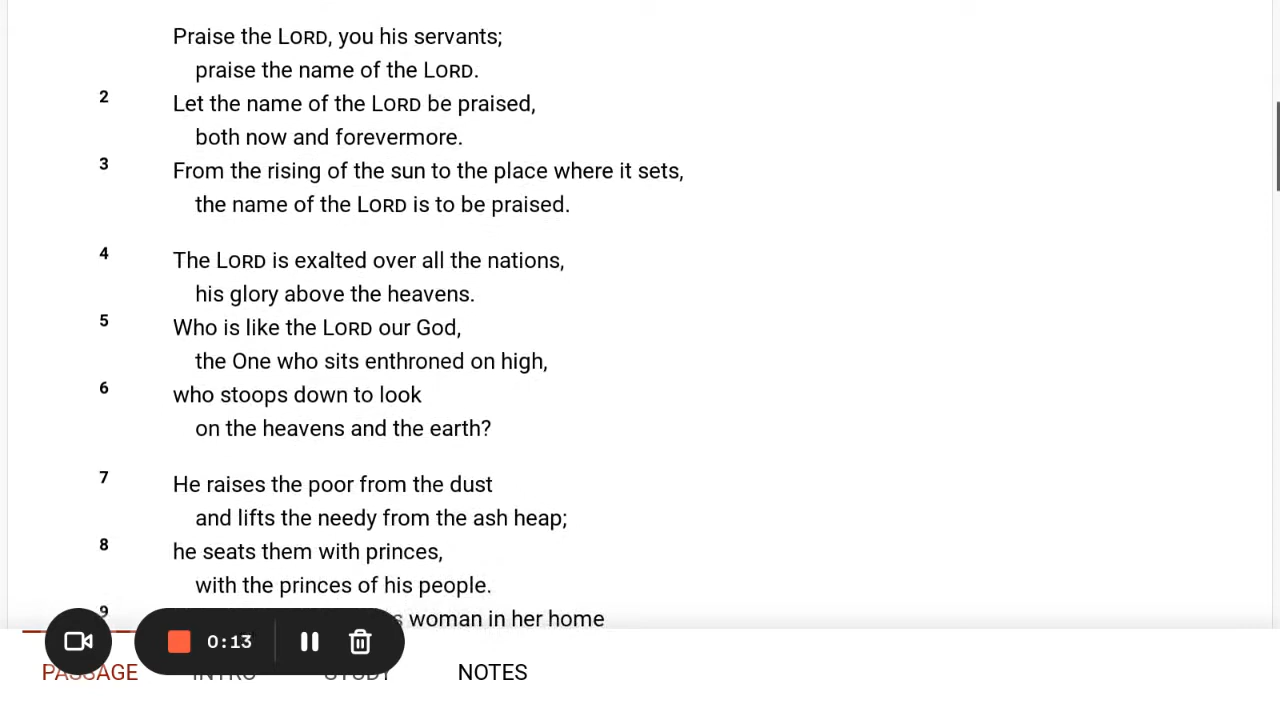 Praise the LORD, you his servants;
praise the name of the LORD.
2 Let the name of the LORD be praised,
both now and forevermore.
3 From the rising of the sun to the place where it sets,
the name of the LORD is to be praised.
4 The LORD is exalted over all the nations,
his glory above the heavens.
5 Who is like the LORD our God,
the One who sits enthroned on high,
6 who stoops down to look
on the heavens and the earth?
7 He raises the poor from the dust
and lifts the needy from the ash heap;
8 he seats them with princes,
with the princes of his people.
9 woman in her home
0:13
PASSAGE INTRO STUDY NOTES